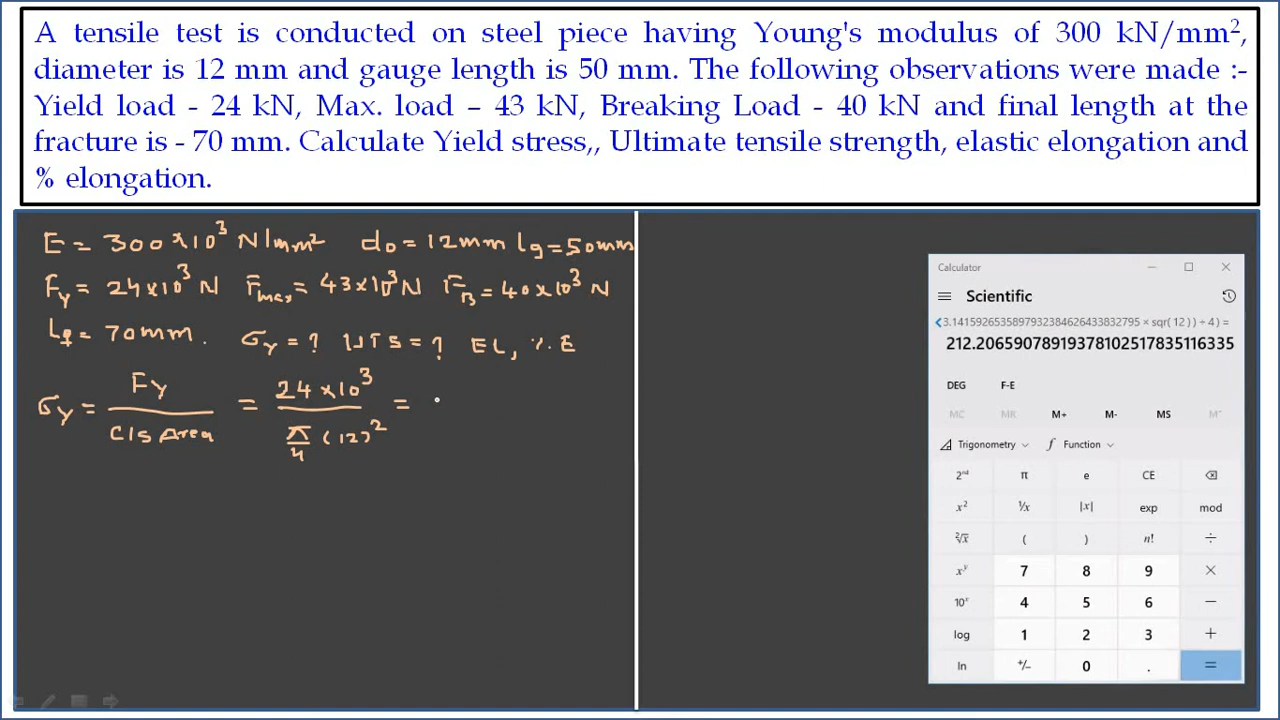 A tensile test is conducted on steel piece having Young's modulus of 300 kN/mm²,
diameter is 12 mm and gauge length is 50 mm. The following observations were made :-
Yield load - 24 kN, Max. load – 43 kN, Breaking Load - 40 kN and final length at the
fracture is - 70 mm. Calculate Yield stress,, Ultimate tensile strength, elastic elongation and
% elongation.
E = 300 × 10³ N/mm² d₀ = 12mm lg = 50mm
Fy = 24×10³ N Fmax = 43×10³ N FB = 40×10³ N
Lf = 70mm. σy = ? UTS = ? EL, % E
σy = Fy / C/s Area = 24×10³ / π/4 (12)² =
Calculator
Scientific
3.1415926535897932384626433832795 × sqr( 12 ) ) ÷ 4 ) =
212.20659078919378102517835116335
DEG F-E
MC MR M+ M- MS M˅
Trigonometry f Function
2ⁿᵈ π e CE ⌫
x² ¹/x |x| exp mod
²√x ( ) n! ÷
xʸ 7 8 9 ×
10ˣ 4 5 6 −
log 1 2 3 +
ln +/− 0 . =